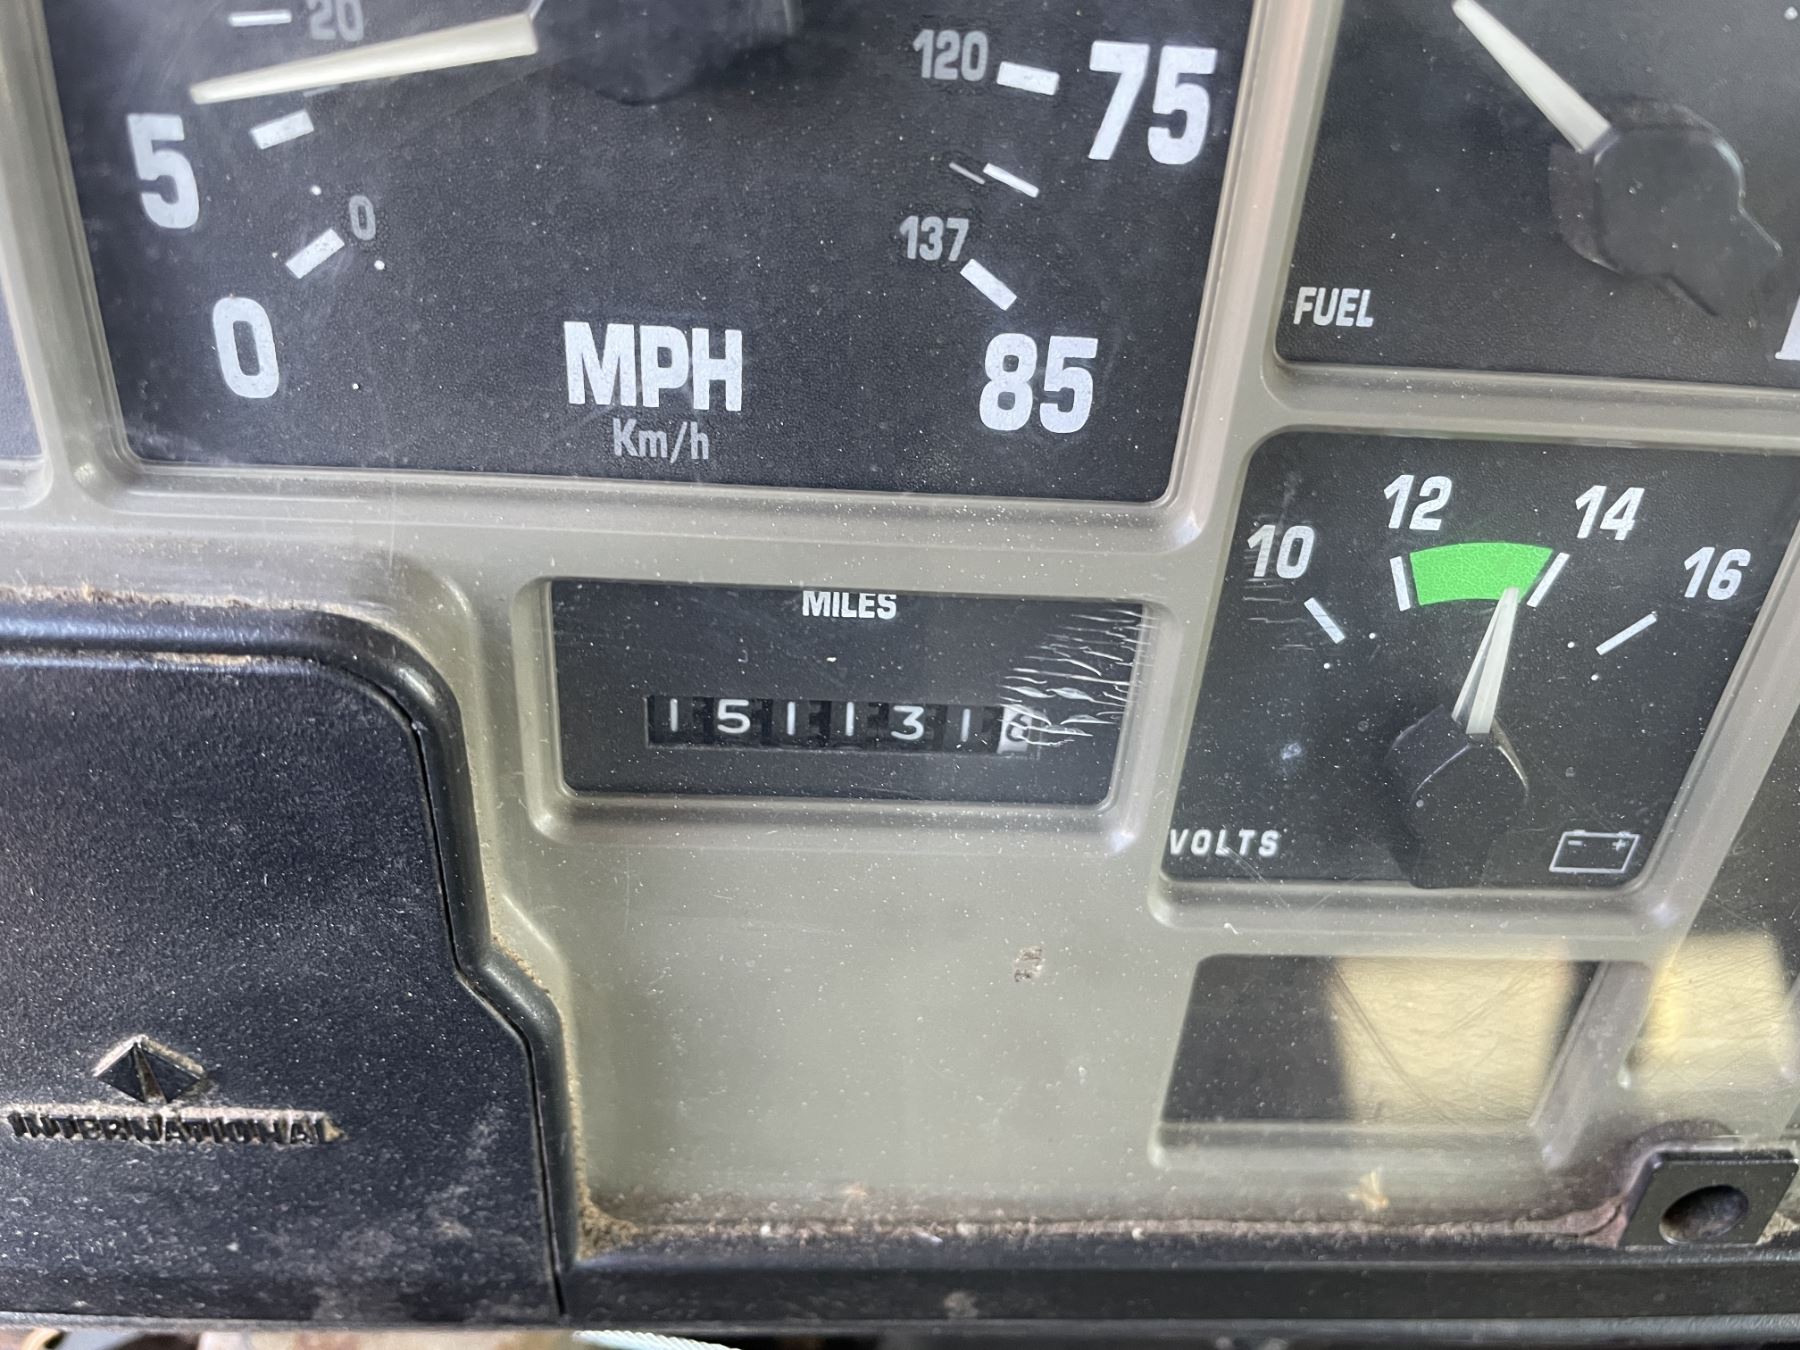 20
5
0
0
MPH
Km/h
120
75
137
85
FUEL
MILES
151131
10
12
14
16
VOLTS
- +
INTERNATIONAL